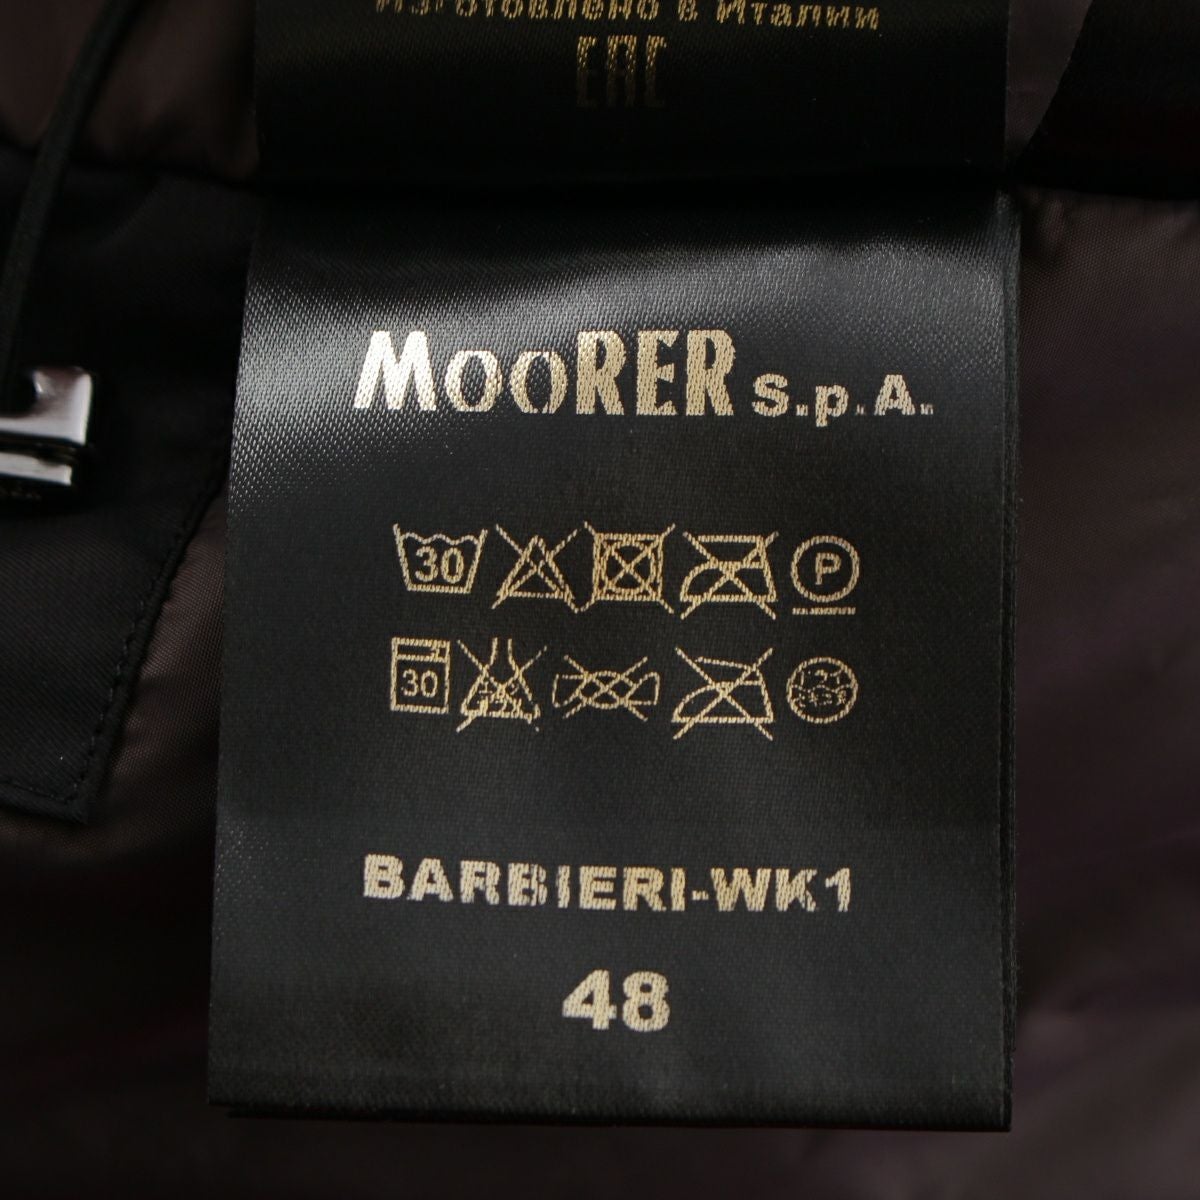 Изготовлено в Италии
EAC
MOORER S.p.A.
30 P
30
BARBIERI-WK1
48